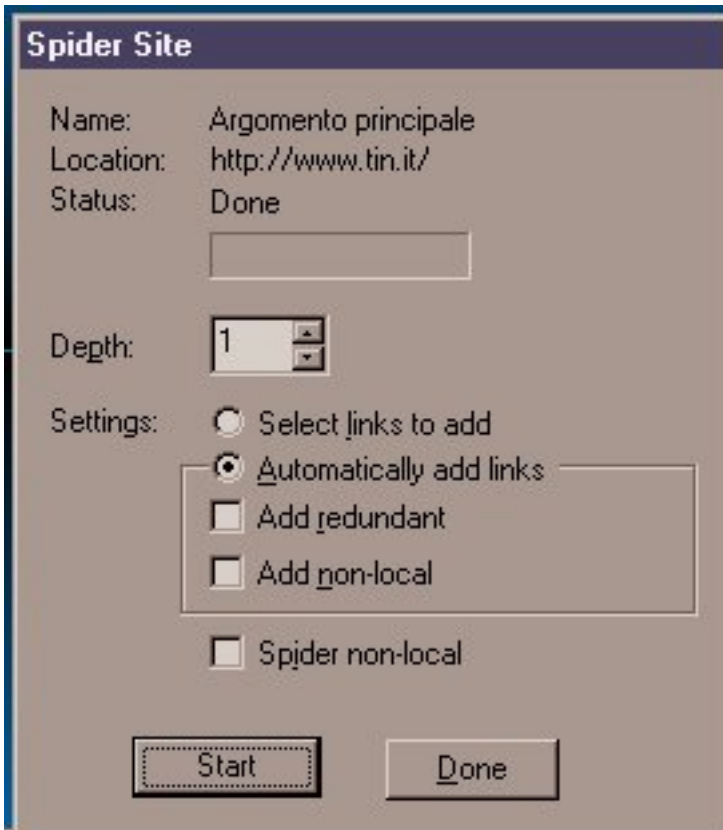 Spider Site
Name: Argomento principale
Location: http://www.tin.it/
Status: Done
Depth: 1
Settings: Select links to add
Automatically add links
Add redundant
Add non-local
Spider non-local
Start Done